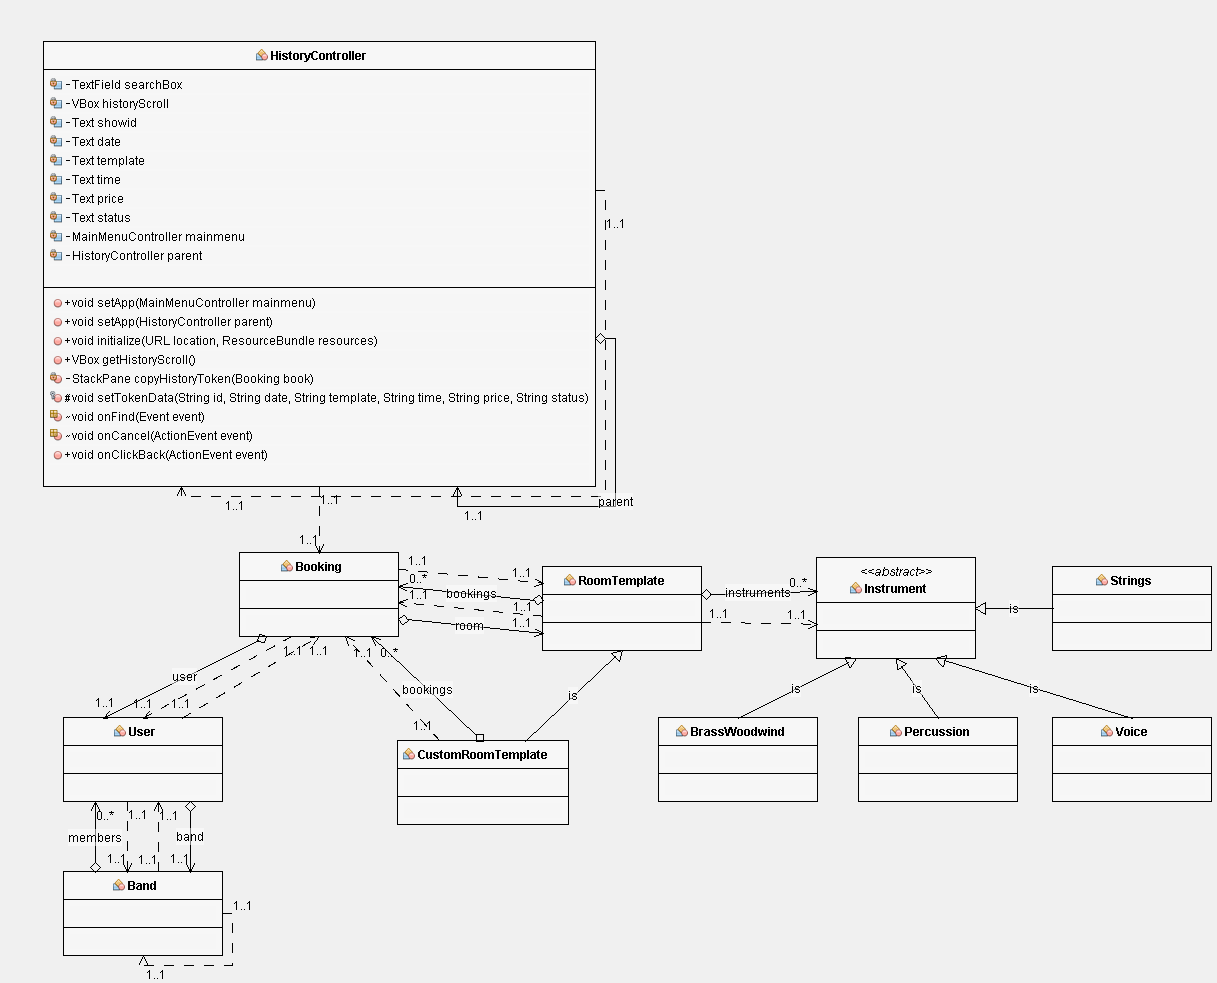 HistoryController
-TextField searchBox
-VBox historyScroll
-Text showid
-Text date
-Text template
-Text time
-Text price
-Text status
-MainMenuController mainmenu
-HistoryController parent
1..1
+void setApp(MainMenuController mainmenu)
+void setApp(HistoryController parent)
+void initialize(URL location, ResourceBundle resources)
+VBox getHistoryScroll()
-StackPane copyHistoryToken(Booking book)
#void setTokenData(String id, String date, String template, String time, String price, String status)
~void onFind(Event event)
~void onCancel(ActionEvent event)
+void onClickBack(ActionEvent event)
1..1
1..1
parent
1..1
1..1
Booking
1..1
1..1
0..*
bookings
1..1
1..1
room
1..1
RoomTemplate
instruments
0..*
1..1
1..1
<<abstract>>
Instrument
is
Strings
1..1
1..1
1..1
0..*
user
bookings
is
is
is
is
1..1
1..1
1..1
1..1
User
CustomRoomTemplate
BrassWoodwind
Percussion
Voice
0..*
1..1
1..1
members
band
1..1
1..1
1..1
Band
1..1
1..1